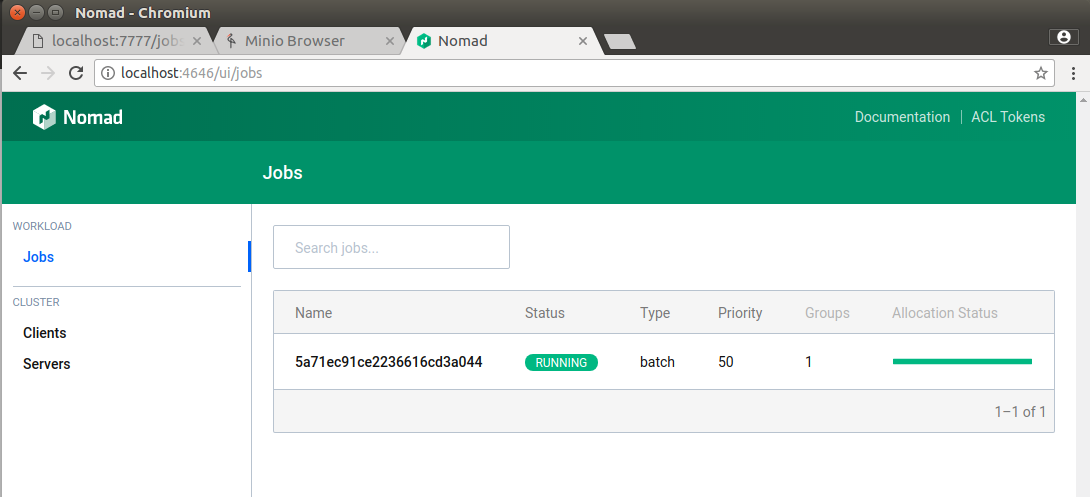 Nomad - Chromium
localhost:7777/jobs
Minio Browser
Nomad
localhost:4646/ui/jobs
Nomad
Documentation
ACL Tokens
Jobs
WORKLOAD
Jobs
CLUSTER
Clients
Servers
Search jobs...
Name Status Type Priority Groups Allocation Status
5a71ec91ce2236616cd3a044 RUNNING batch 50 1
1–1 of 1